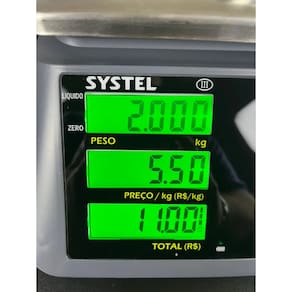 SYSTEL III
LÍQUIDO
2.000
ZERO
PESO kg
5.50
PREÇO / kg (R$/kg)
11.00
TOTAL (R$)